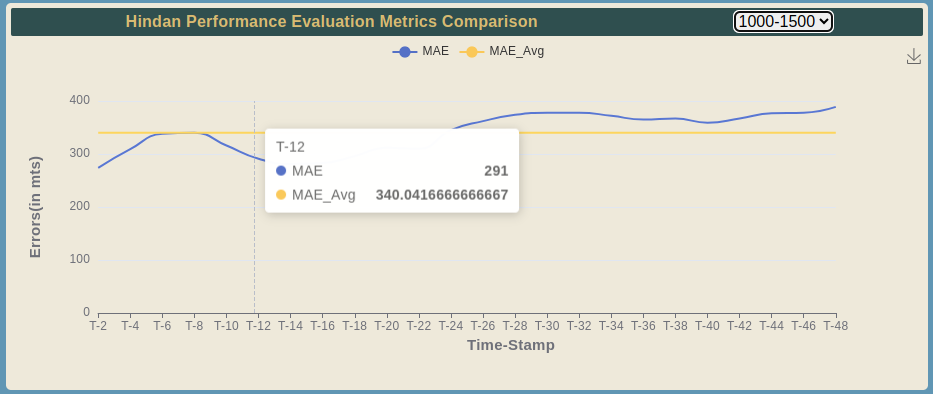 Hindan Performance Evaluation Metrics Comparison 1000-1500
MAE MAE_Avg
400
300
200
100
0
Errors(in mts)
T-12
MAE 291
MAE_Avg 340.0416666666667
T-2 T-4 T-6 T-8 T-10 T-12 T-14 T-16 T-18 T-20 T-22 T-24 T-26 T-28 T-30 T-32 T-34 T-36 T-38 T-40 T-42 T-44 T-46 T-48
Time-Stamp